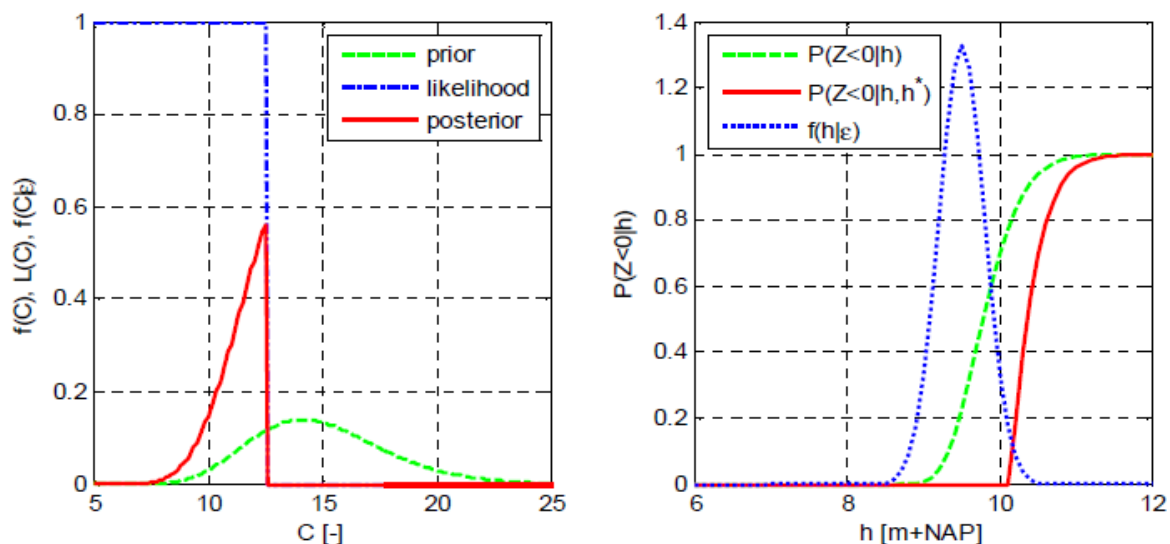 1
0.8
0.6
0.4
0.2
0
5
10
15
20
25
C [-]
f(C), L(C), f(C|ε)
prior
likelihood
posterior
1.4
1.2
1
0.8
0.6
0.4
0.2
0
6
8
10
12
h [m+NAP]
P(Z<0|h)
P(Z<0|h)
P(Z<0|h,h*)
f(h|ε)